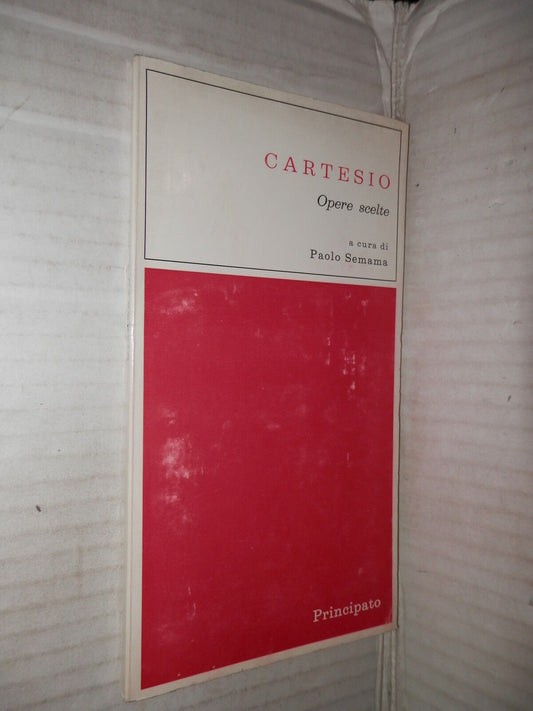 CARTESIO
Opere scelte
a cura di
Paolo Semama
Principato